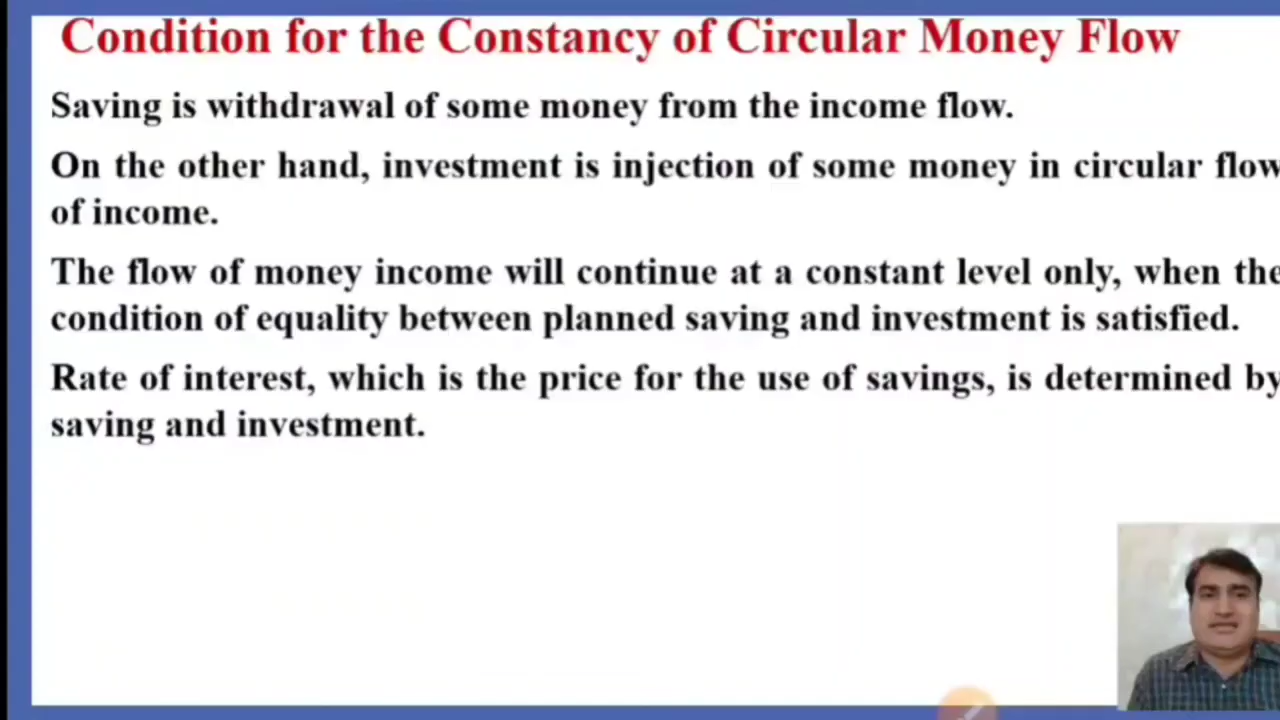 Condition for the Constancy of Circular Money Flow
Saving is withdrawal of some money from the income flow.
On the other hand, investment is injection of some money in circular flow
of income.
The flow of money income will continue at a constant level only, when the
condition of equality between planned saving and investment is satisfied.
Rate of interest, which is the price for the use of savings, is determined by
saving and investment.